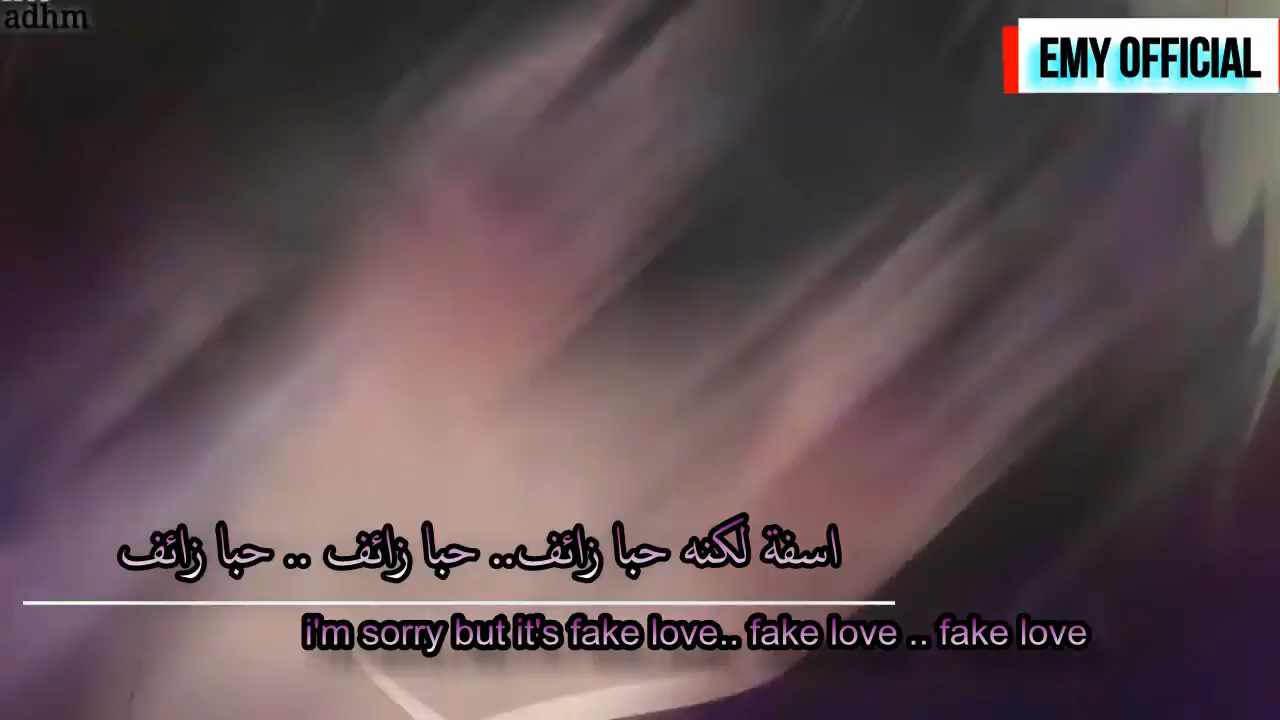 adhm
EMY OFFICIAL
اسفة لكنه حبا زائف.. حبا زائف .. حبا زائف
i'm sorry but it's fake love.. fake love .. fake love